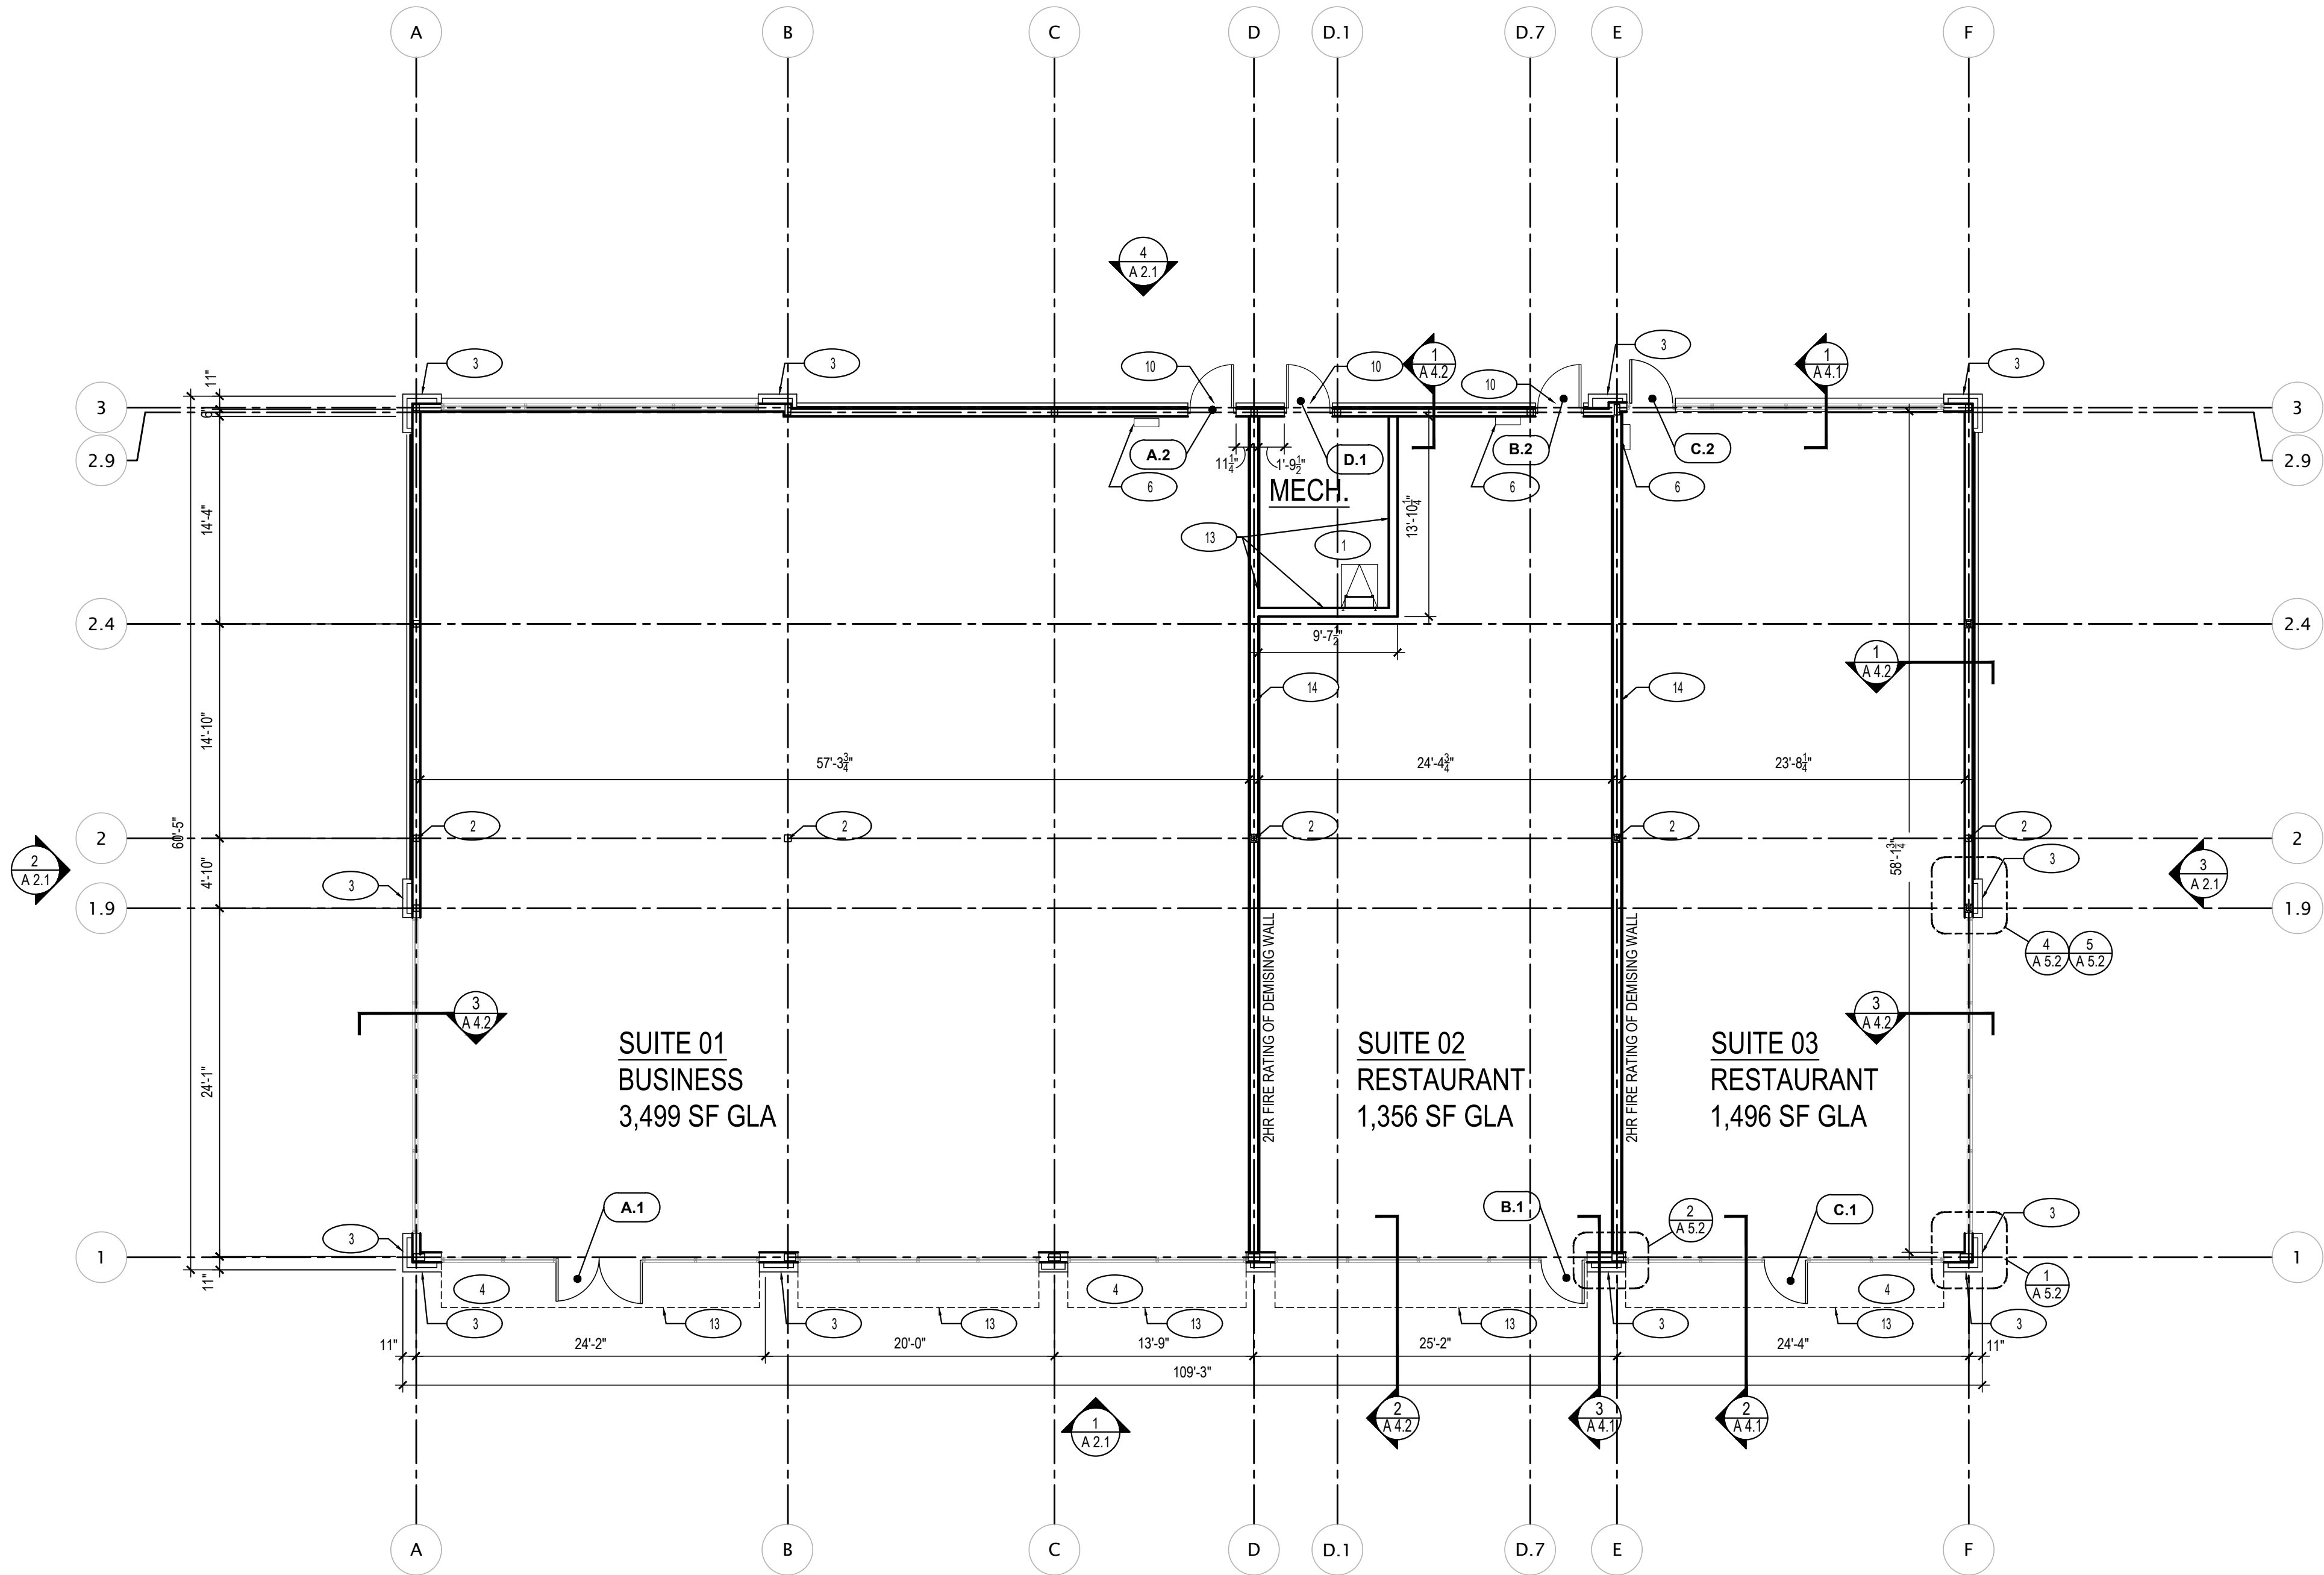 A B C D D.1 D.7 E F
4
A 2.1
3 3 10 10 1 A 4.2 10 3 1 A 4.1 3
11"
3 3
2.9 2.9
A.2 11 1/4" 1'-9 1/2" D.1 B.2 C.2
6 6 6
MECH.
14'-4" 13 1 13'-10 1/4"
2.4 2.4
9'-7 1/2"
1
A 4.2
14 14
14'-10"
57'-3 3/4" 24'-4 3/4" 23'-8 1/4"
60'-5"
2 2 2 2 2 2 2
58'-1 3/4"
2
A 2.1
4'-10"
3 3
3
A 2.1
1.9 1.9
4
A 5.2
5
A 5.2
2HR FIRE RATING OF DEMISING WALL
2HR FIRE RATING OF DEMISING WALL
3
A 4.2
3
A 4.2
24'-1"
SUITE 01
BUSINESS
3,499 SF GLA
SUITE 02
RESTAURANT
1,356 SF GLA
SUITE 03
RESTAURANT
1,496 SF GLA
A.1 B.1 C.1
2
A 5.2
3 3
1 1
11"
4 4 4
1
A 5.2
3 13 3 13 13 13 3 13 3
11" 24'-2" 20'-0" 13'-9" 25'-2" 24'-4" 11"
109'-3"
1
A 2.1
2
A 4.2
3
A 4.1
2
A 4.1
A B C D D.1 D.7 E F